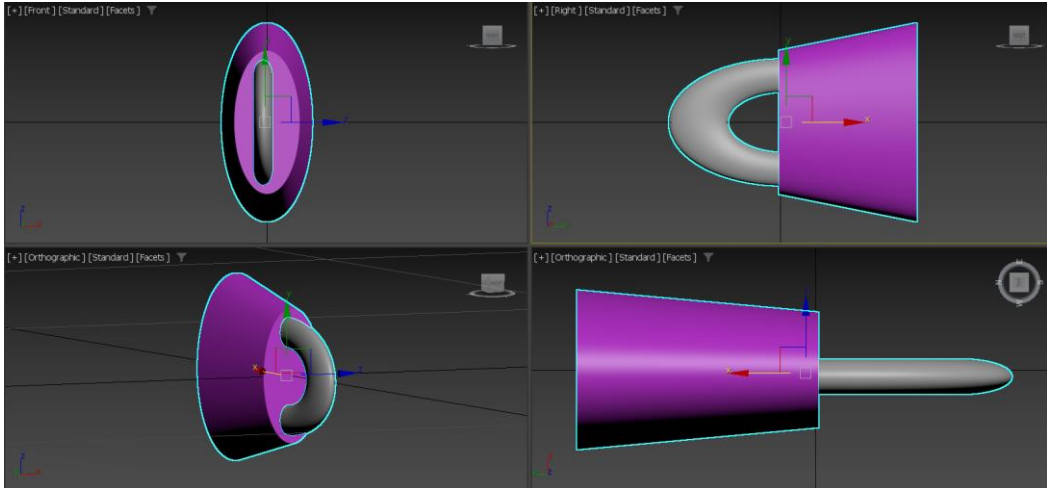 [+] [Front] [Standard] [Facets]
[+] [Right] [Standard] [Facets]
y
z
y
x
z
x
z
y
[+] [Orthographic] [Standard] [Facets]
[+] [Orthographic] [Standard] [Facets]
y
x
z
x
z
x
z